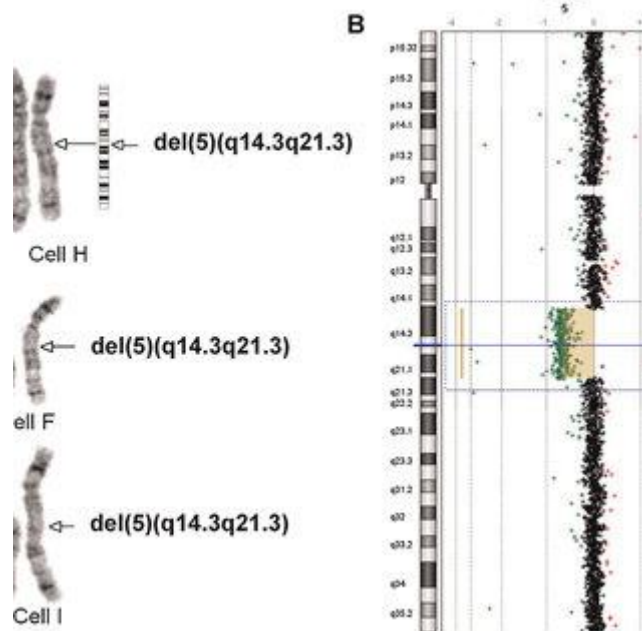 del(5)(q14.3q21.3)
Cell H
del(5)(q14.3q21.3)
ell F
del(5)(q14.3q21.3)
Cell I
B
5
p15.2
p14.3
p14.1
p13.2
p12
q12.1
q12.3
q13.2
q14.1
q14.3
q21.1
q21.3
q22.2
q23.1
q23.3
q31.2
q32
q33.2
q34
q35.2